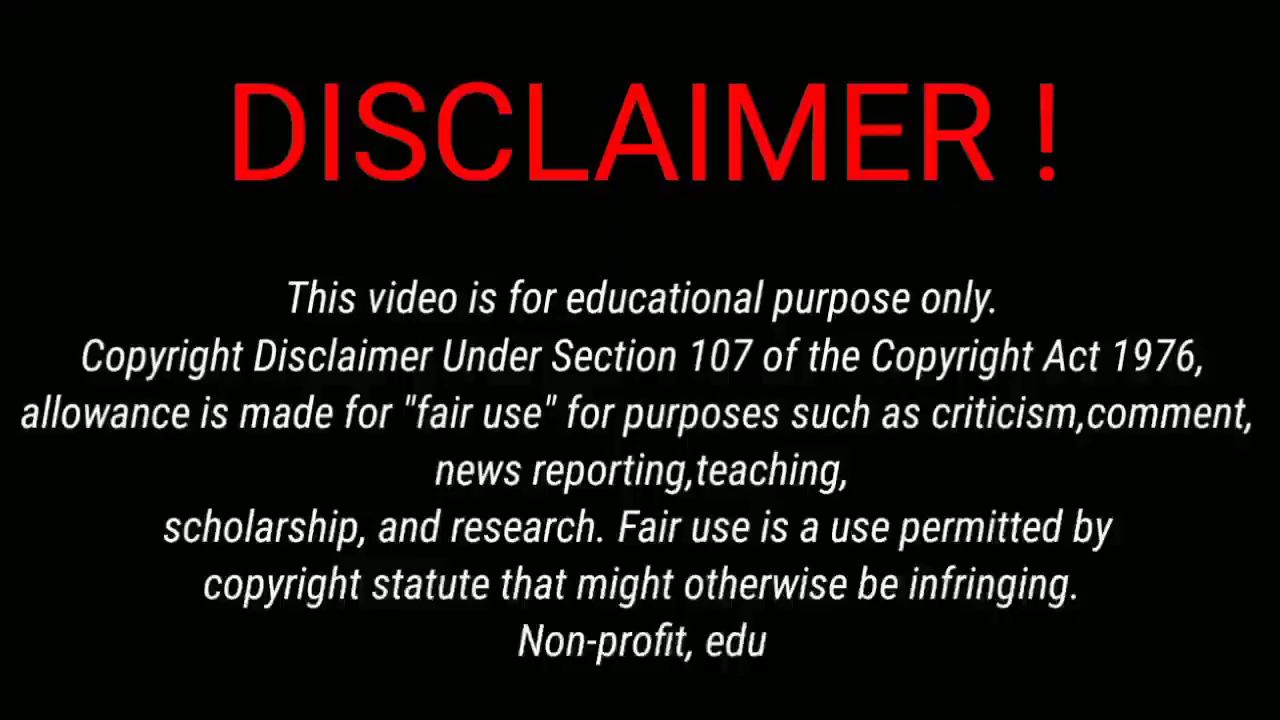 DISCLAIMER !
This video is for educational purpose only.
Copyright Disclaimer Under Section 107 of the Copyright Act 1976,
allowance is made for "fair use" for purposes such as criticism,comment,
news reporting,teaching,
scholarship, and research. Fair use is a use permitted by
copyright statute that might otherwise be infringing.
Non-profit, edu